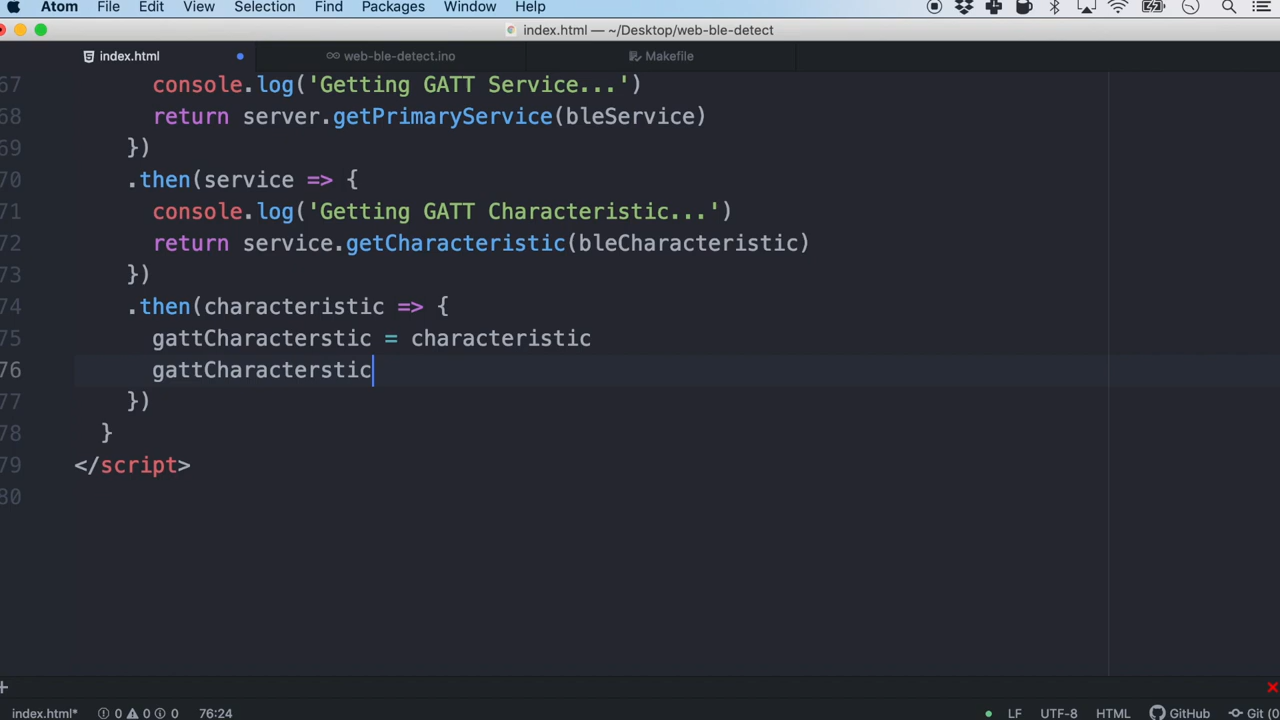 Atom File Edit View Selection Find Packages Window Help
index.html — ~/Desktop/web-ble-detect
index.html web-ble-detect.ino Makefile
67 console.log('Getting GATT Service...')
68 return server.getPrimaryService(bleService)
69 })
70 .then(service => {
71 console.log('Getting GATT Characteristic...')
72 return service.getCharacteristic(bleCharacteristic)
73 })
74 .then(characteristic => {
75 gattCharacterstic = characteristic
76 gattCharacterstic
77 })
78 }
79 </script>
80
index.html* 0 0 0 76:24 LF UTF-8 HTML GitHub Git (0